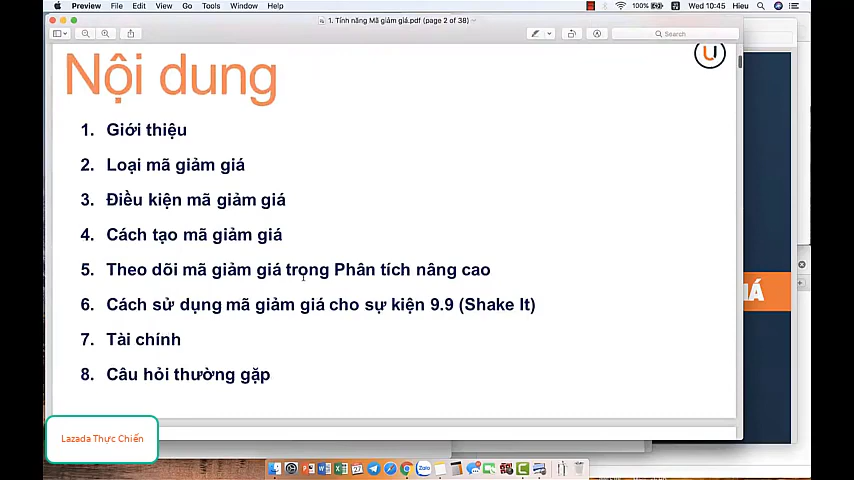 Preview File Edit View Go Tools Window Help 100% Wed 10:45 Hieu
1. Tính năng Mã giảm giá.pdf (page 2 of 38)
Search
Nội dung
U
1. Giới thiệu
2. Loại mã giảm giá
3. Điều kiện mã giảm giá
4. Cách tạo mã giảm giá
5. Theo dõi mã giảm giá trong Phân tích nâng cao
6. Cách sử dụng mã giảm giá cho sự kiện 9.9 (Shake It)
7. Tài chính
8. Câu hỏi thường gặp
IÁ
Lazada Thực Chiến
Zalo